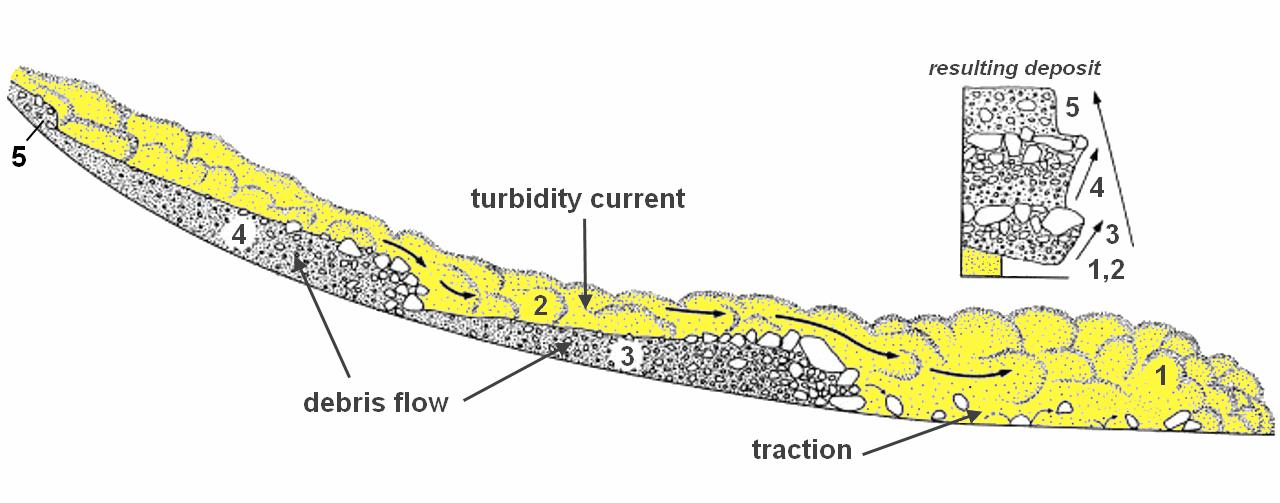 resulting deposit
5
4
3
1,2
5
turbidity current
4
2
3
1
debris flow
traction